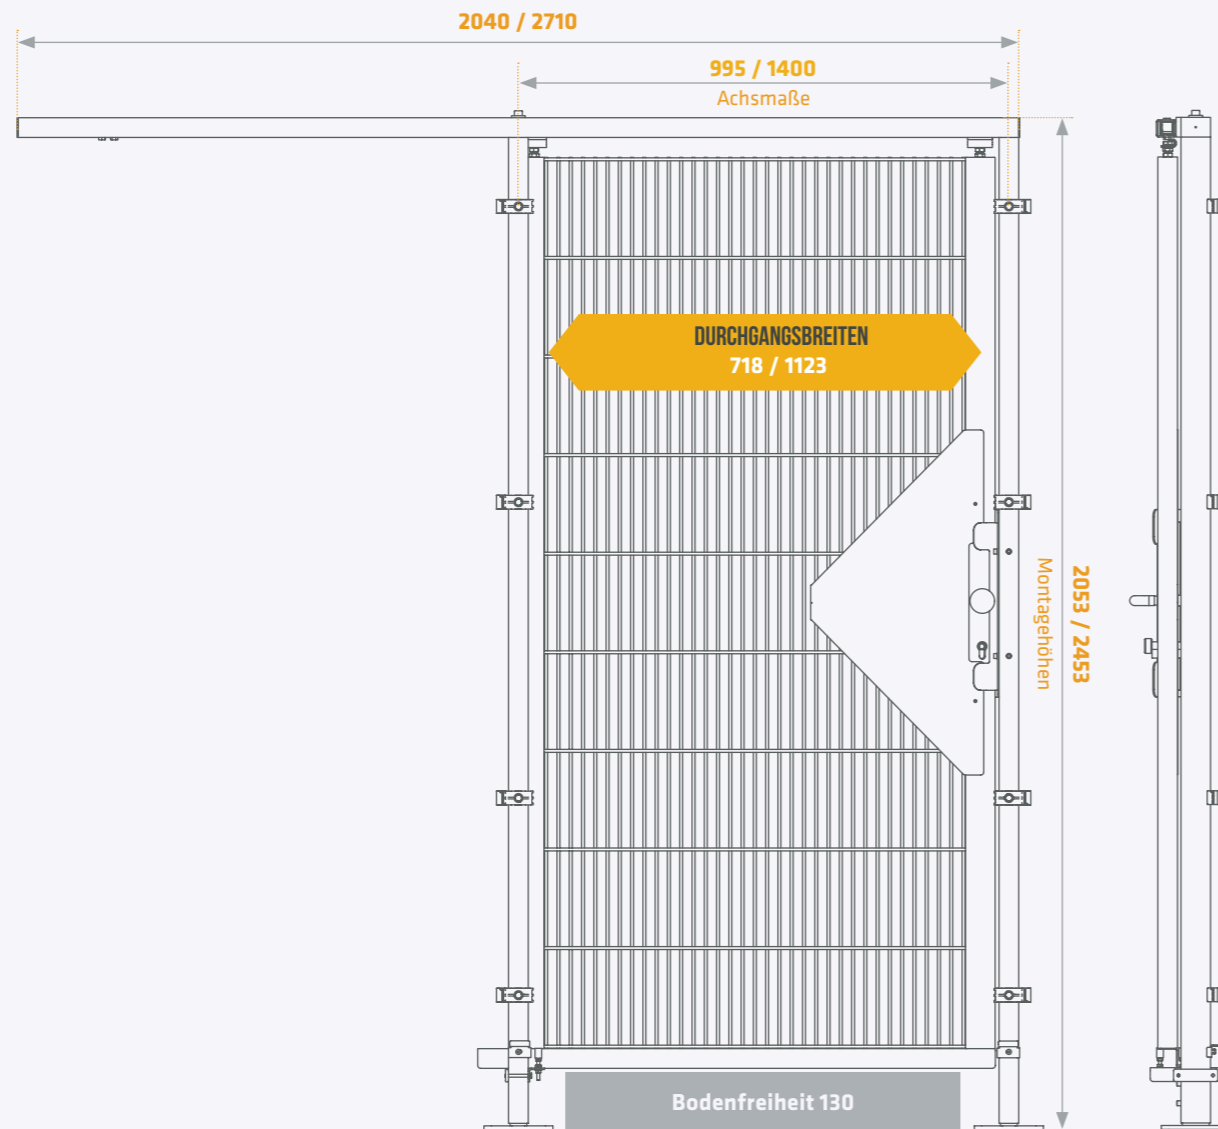 2040 / 2710
995 / 1400
Achsmaße
DURCHGANGSBREITEN
718 / 1123
2053 / 2453
Montagehöhen
Bodenfreiheit 130